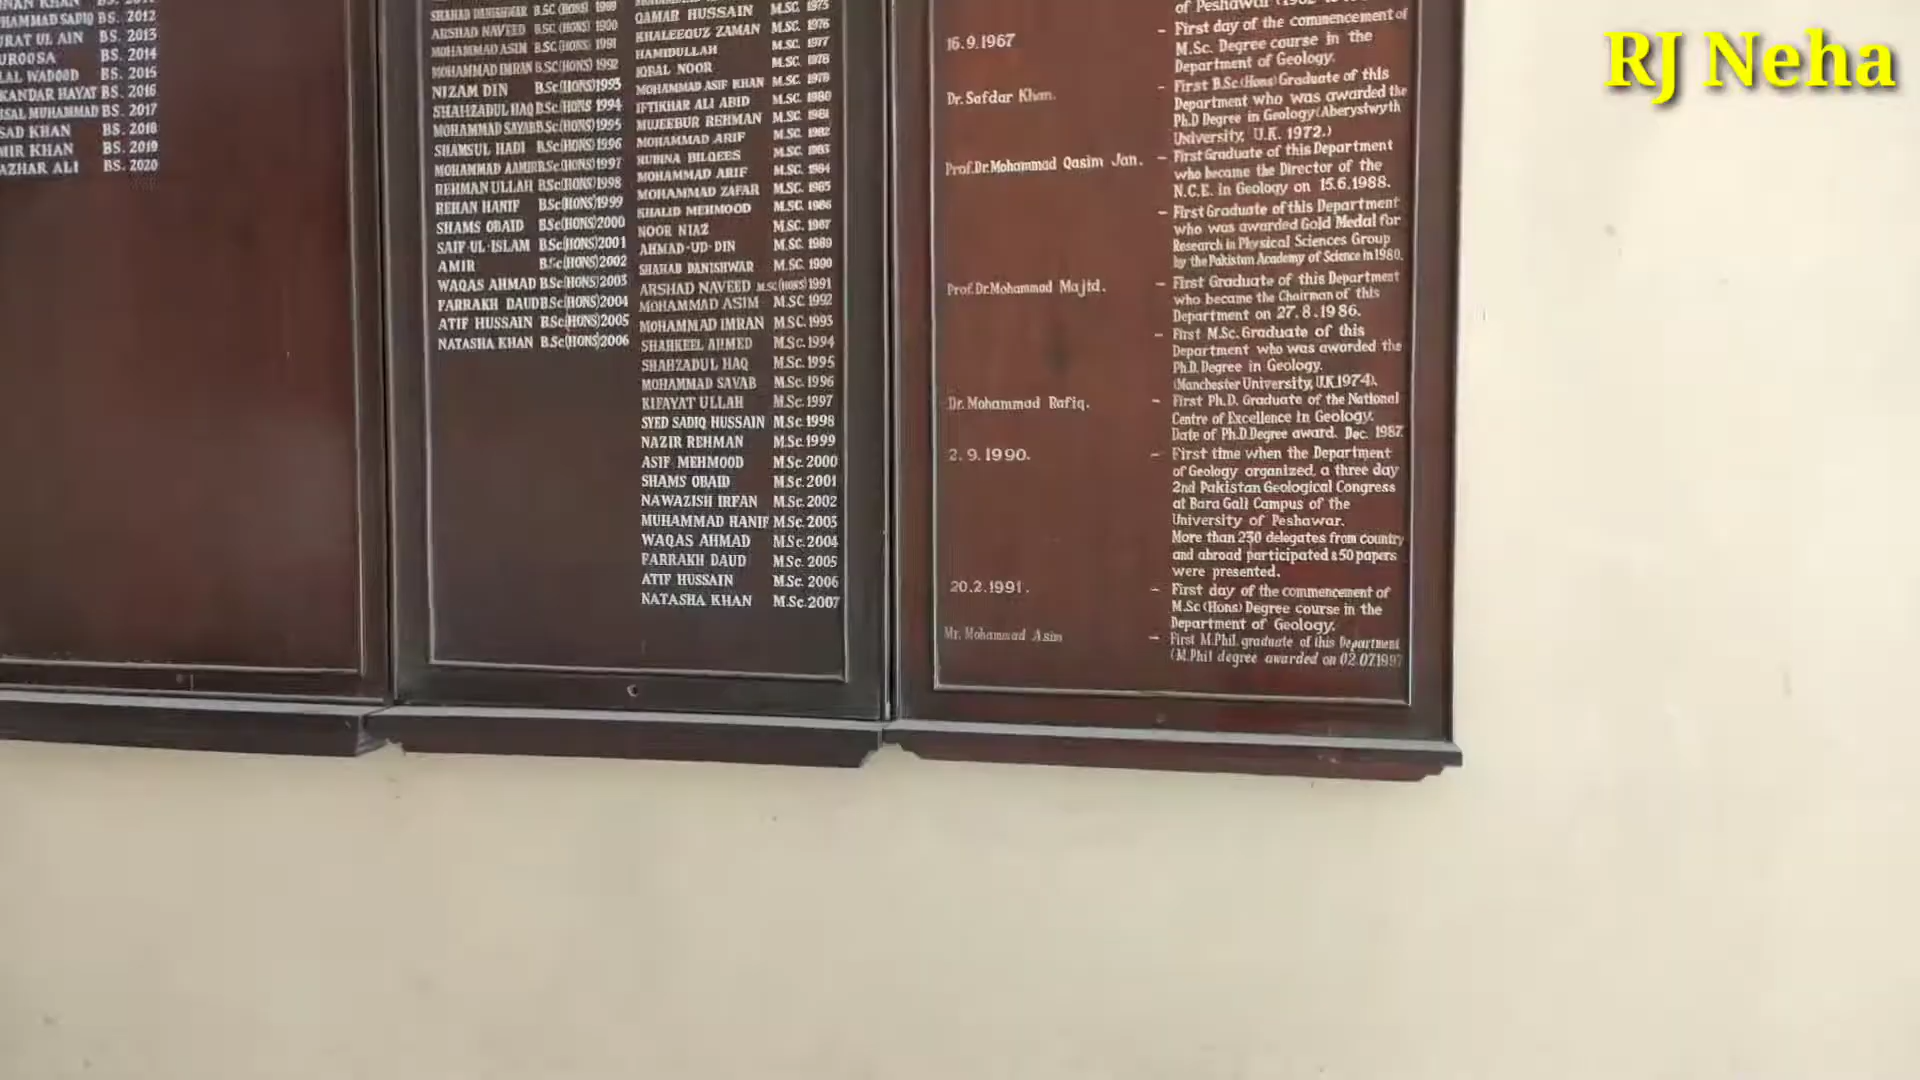 BS. 2012
BS. 2013
BS. 2014
WADOOD BS. 2015
HAYAT BS. 2016
MUHAMMAD BS. 2017
KHAN BS. 2018
KHAN BS. 2019
AZHAR ALI BS. 2020
SHAHAB DANISHWAR B.SC (HONS) 1989
ARSHAD NAVEED B.SC (HONS) 1990
MOHAMMAD ASIM B.SC (HONS) 1991
MOHAMMAD IMRAN B.SC (HONS) 1992
NIZAM DIN B.Sc (HONS) 1993
SHAHZADUL HAQ B.Sc (HONS) 1994
MOHAMMAD SAYAB B.Sc (HONS) 1995
SHAMSUL HADI B.Sc (HONS) 1996
MOHAMMAD AAMIR B.Sc (HONS) 1997
REHMAN ULLAH B.Sc (HONS) 1998
REHAN HANIF B.Sc (HONS) 1999
SHAMS OBAID B.Sc (HONS) 2000
SAIF-UL-ISLAM B.Sc (HONS) 2001
AMIR B.Sc (HONS) 2002
WAQAS AHMAD B.Sc (HONS) 2003
FARRAKH DAUD B.Sc (HONS) 2004
ATIF HUSSAIN B.Sc (HONS) 2005
NATASHA KHAN B.Sc (HONS) 2006
M.SC. 1975
QAMAR HUSSAIN M.SC. 1976
KHALEEQUZ ZAMAN M.SC. 1977
HAMIDULLAH M.SC. 1978
IQBAL NOOR M.SC. 1979
MOHAMMAD ASIF KHAN M.SC. 1980
IFTIKHAR ALI ABID M.SC. 1981
MUJEEBUR REHMAN M.SC. 1982
MOHAMMAD ARIF M.SC. 1983
RUBINA BILQEES M.SC. 1984
MOHAMMAD ARIF M.SC. 1985
MOHAMMAD ZAFAR M.SC. 1986
KHALID MEHMOOD M.SC. 1987
NOOR NIAZ M.SC. 1989
AHMAD-UD-DIN M.SC. 1990
SHAHAB DANISHWAR
ARSHAD NAVEED M.SC (HONS) 1991
MOHAMMAD ASIM M.SC. 1992
MOHAMMAD IMRAN M.SC. 1993
SHAHKEEL AHMED M.Sc. 1994
SHAHZADUL HAQ M.Sc. 1995
MOHAMMAD SAYAB M.Sc. 1996
KIFAYAT ULLAH M.Sc. 1997
SYED SADIQ HUSSAIN M.Sc. 1998
NAZIR REHMAN M.Sc. 1999
ASIF MEHMOOD M.Sc. 2000
SHAMS OBAID M.Sc. 2001
NAWAZISH IRFAN M.Sc. 2002
MUHAMMAD HANIF M.Sc. 2003
WAQAS AHMAD M.Sc. 2004
FARRAKH DAUD M.Sc. 2005
ATIF HUSSAIN M.Sc. 2006
NATASHA KHAN M.Sc. 2007
of Peshawar
16.9.1967 – First day of the commencement of
M.Sc. Degree course in the
Department of Geology.
Dr. Safdar Khan. – First B.Sc (Hons) Graduate of this
Department who was awarded the
Ph.D Degree in Geology (Aberystwyth
University, U.K. 1972.)
Prof. Dr. Mohammad Qasim Jan. – First Graduate of this Department
who became the Director of the
N.C.E. in Geology on 15.6.1988.
– First Graduate of this Department
who was awarded Gold Medal for
Research in Physical Sciences Group
by the Pakistan Academy of Science in 1980.
Prof. Dr. Mohammad Majid. – First Graduate of this Department
who became the Chairman of this
Department on 27.8.1986.
– First M.Sc. Graduate of this
Department who was awarded the
Ph.D. Degree in Geology.
(Manchester University, U.K. 1974).
Dr. Mohammad Rafiq. – First Ph.D. Graduate of the National
Centre of Excellence in Geology.
Date of Ph.D. Degree award. Dec. 1987.
2.9.1990. – First time when the Department
of Geology organized, a three day
2nd Pakistan Geological Congress
at Bara Gali Campus of the
University of Peshawar.
More than 230 delegates from country
and abroad participated & 50 papers
were presented.
20.2.1991. – First day of the commencement of
M.Sc (Hons) Degree course in the
Department of Geology.
Mr. Mohammad Asim – First M.Phil. graduate of this Department
(M.Phil degree awarded on 02.07.1997
RJ Neha